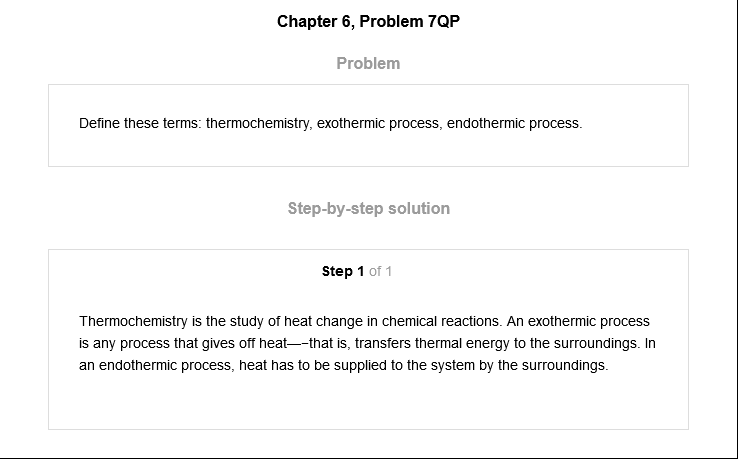 Chapter 6, Problem 7QP
Problem
Define these terms: thermochemistry, exothermic process, endothermic process.
Step-by-step solution
Step 1 of 1
Thermochemistry is the study of heat change in chemical reactions. An exothermic process
is any process that gives off heat—−that is, transfers thermal energy to the surroundings. In
an endothermic process, heat has to be supplied to the system by the surroundings.